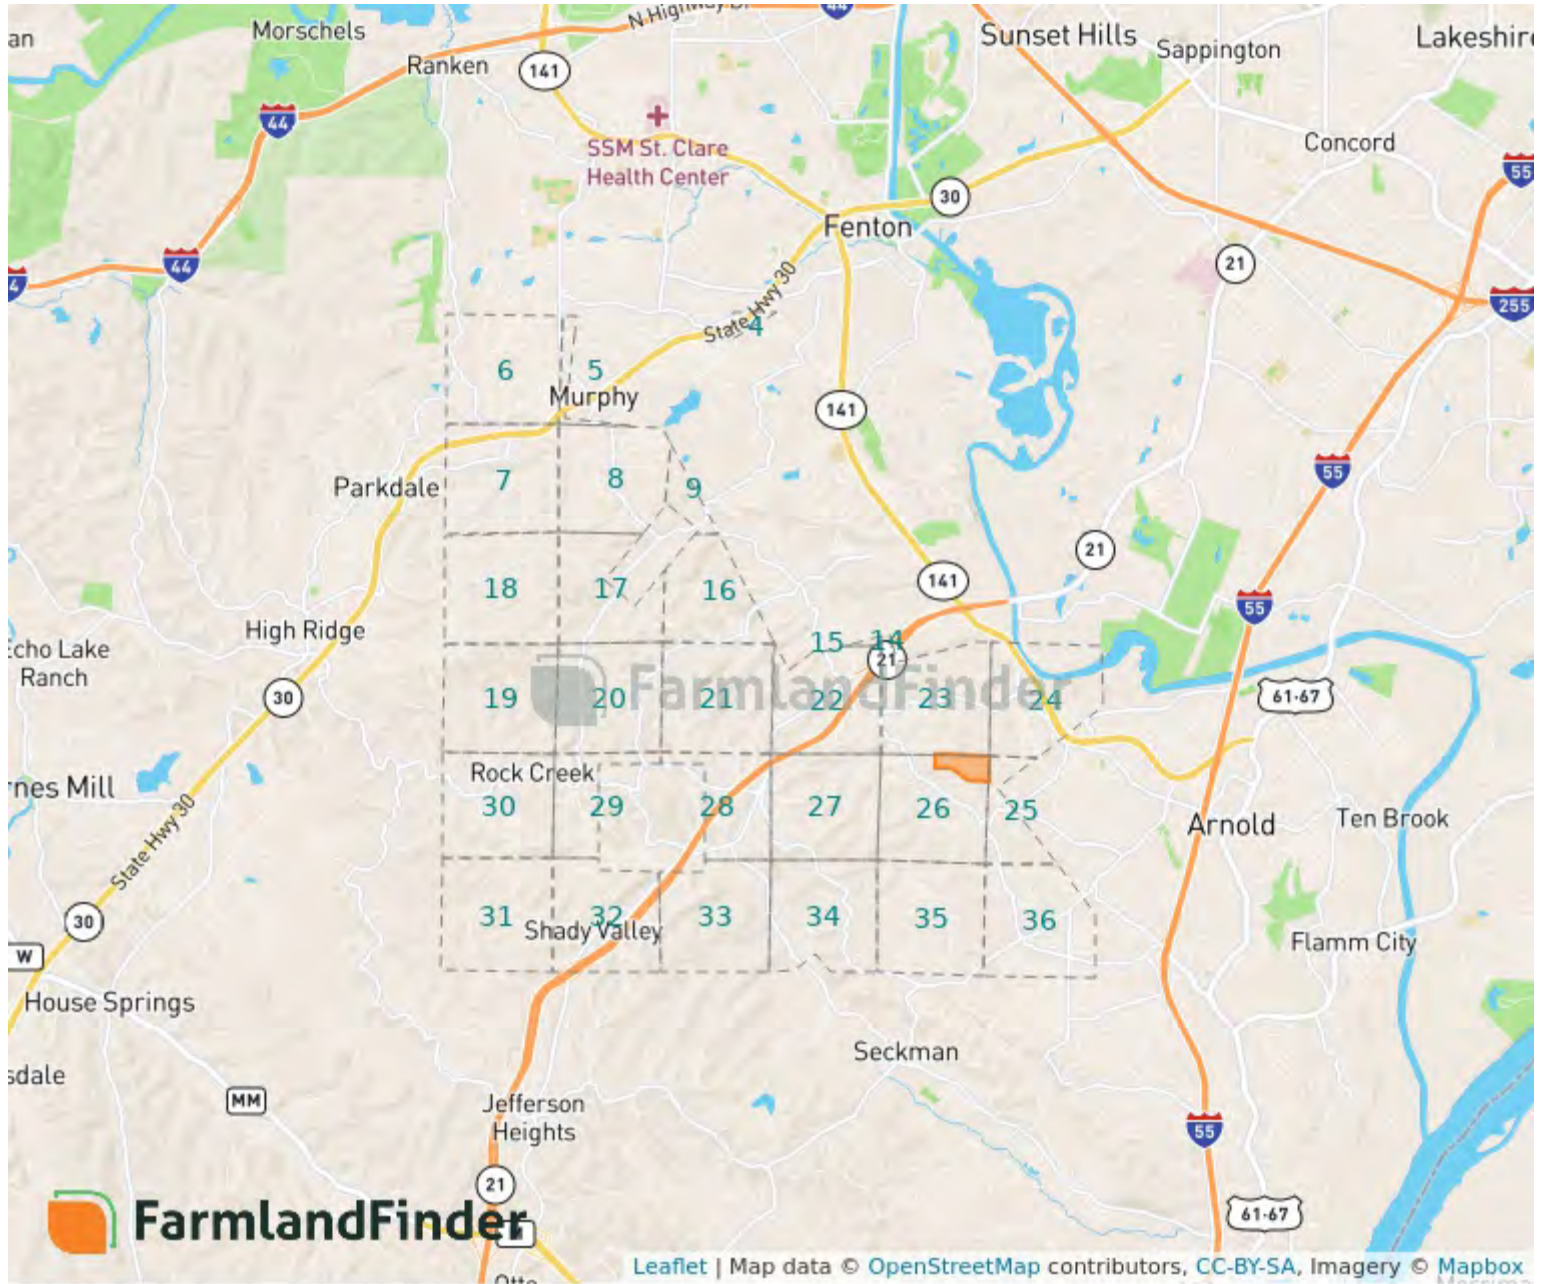 Morschels
N Highway Dr
44
Sunset Hills
Sappington
Lakeshire
an
Ranken
141
44
SSM St. Clare
Health Center
Concord
55
30
Fenton
44
21
4
255
State Hwy 30
4
6
5
Murphy
141
55
Parkdale
7
8
9
21
18
17
16
141
55
High Ridge
Echo Lake
Ranch
15
14
21
FarmlandFinder
30
19
20
21
22
23
24
61-67
Rock Creek
rnes Mill
30
29
28
27
26
25
Arnold
Ten Brook
State Hwy 30
30
31
32
33
34
35
36
Shady Valley
Flamm City
W
House Springs
Seckman
sdale
MM
Jefferson
Heights
55
21
61-67
FarmlandFinder
Leaflet | Map data © OpenStreetMap contributors, CC-BY-SA, Imagery © Mapbox